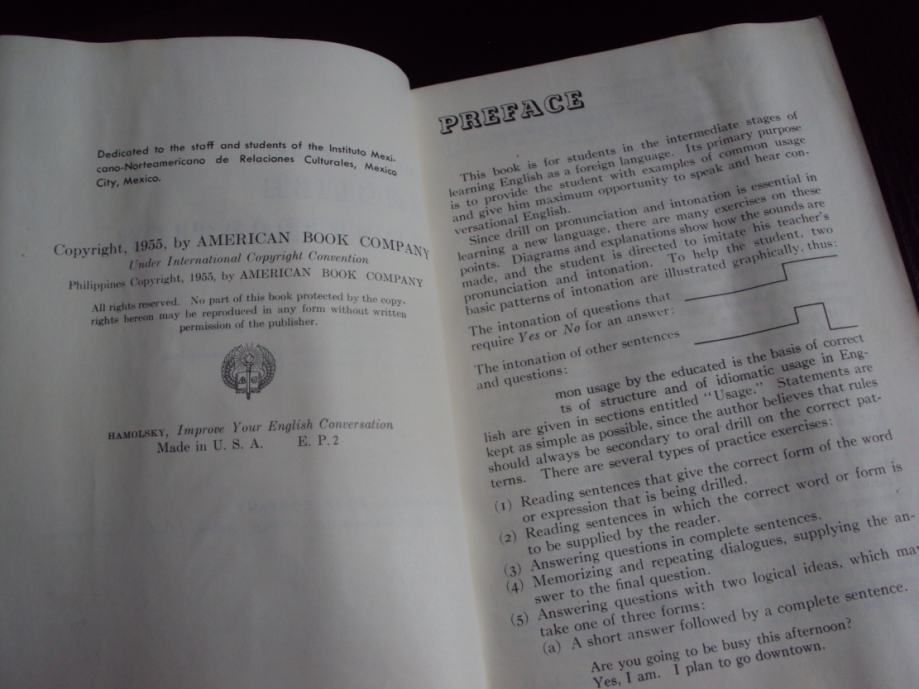 Dedicated to the staff and students of the Instituto Mexi-
cano-Norteamericano de Relaciones Culturales, Mexico
City, Mexico.
Copyright, 1955, by AMERICAN BOOK COMPANY
Under International Copyright Convention
Philippines Copyright, 1955, by AMERICAN BOOK COMPANY
All rights reserved. No part of this book protected by the copy-
rights hereon may be reproduced in any form without written
permission of the publisher.
HAMOLSKY, Improve Your English Conversation
Made in U. S. A. E. P. 2
PREFACE
This book is for students in the intermediate stages of
learning English as a foreign language. Its primary purpose
is to provide the student with examples of common usage
and give him maximum opportunity to speak and hear con-
versational English.
Since drill on pronunciation and intonation is essential in
learning a new language, there are many exercises on these
points. Diagrams and explanations show how the sounds are
made, and the student is directed to imitate his teacher's
pronunciation and intonation. To help the student, two
basic patterns of intonation are illustrated graphically, thus:
The intonation of questions that
require Yes or No for an answer:
The intonation of other sentences
and questions:
mon usage by the educated is the basis of correct
ts of structure and of idiomatic usage in Eng-
lish are given in sections entitled "Usage." Statements are
kept as simple as possible, since the author believes that rules
should always be secondary to oral drill on the correct pat-
terns. There are several types of practice exercises:
(1) Reading sentences that give the correct form of the word
or expression that is being drilled.
(2) Reading sentences in which the correct word or form is
to be supplied by the reader.
(3) Answering questions in complete sentences.
(4) Memorizing and repeating dialogues, supplying the an-
swer to the final question.
(5) Answering questions with two logical ideas, which may
take one of three forms:
(a) A short answer followed by a complete sentence.
Are you going to be busy this afternoon?
Yes, I am. I plan to go downtown.